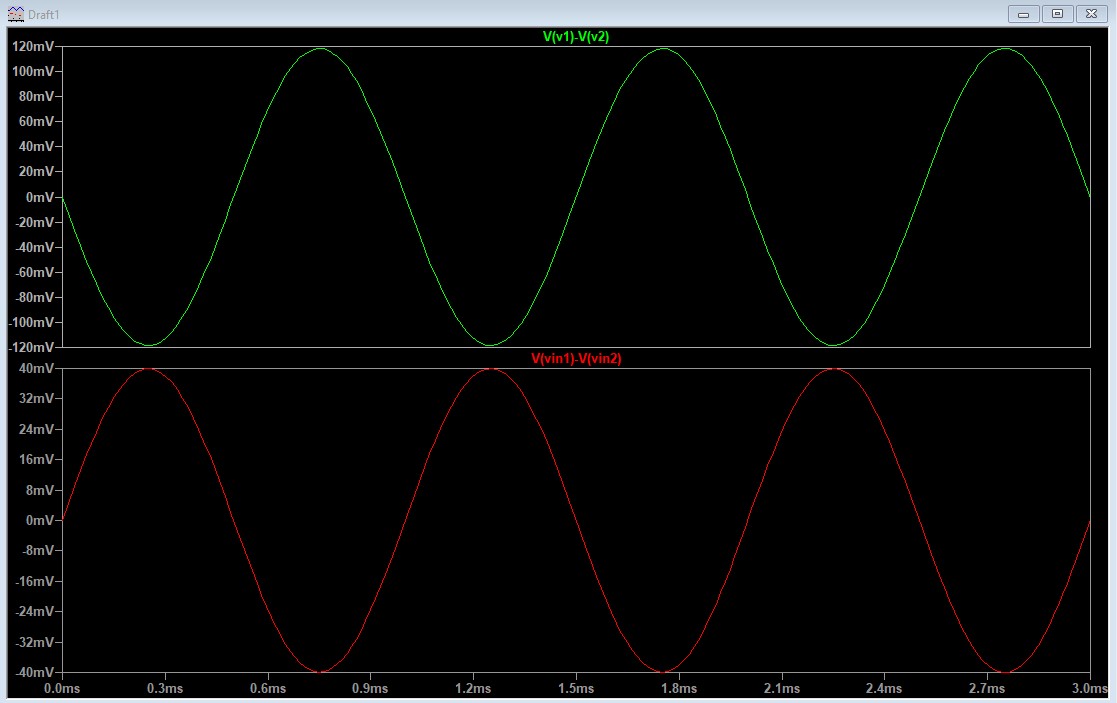 Draft1
V(v1)-V(v2)
120mV
100mV
80mV
60mV
40mV
20mV
0mV
-20mV
-40mV
-60mV
-80mV
-100mV
-120mV
V(vin1)-V(vin2)
40mV
32mV
24mV
16mV
8mV
0mV
-8mV
-16mV
-24mV
-32mV
-40mV
0.0ms 0.3ms 0.6ms 0.9ms 1.2ms 1.5ms 1.8ms 2.1ms 2.4ms 2.7ms 3.0ms